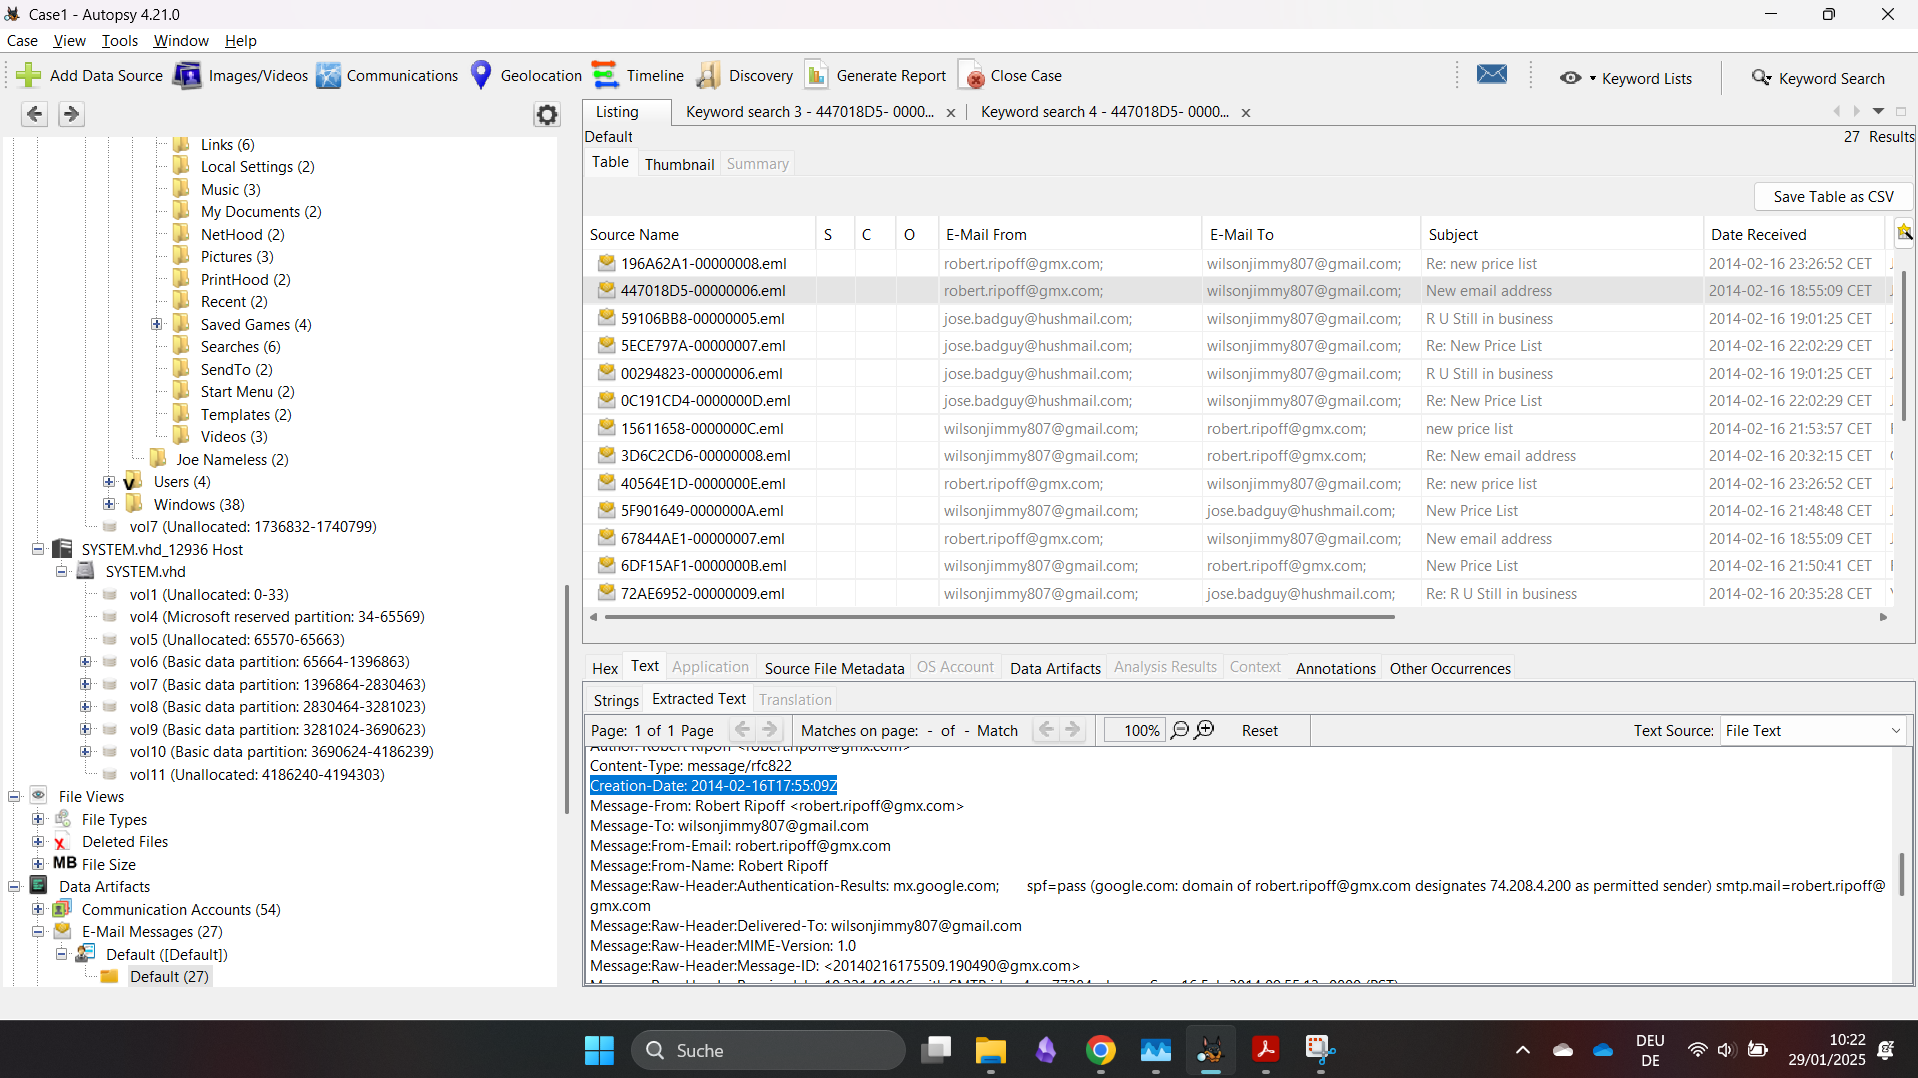 Case1 - Autopsy 4.21.0
Case View Tools Window Help
Add Data Source Images/Videos Communications Geolocation Timeline Discovery Generate Report Close Case Keyword Lists Keyword Search
Links (6)
Local Settings (2)
Music (3)
My Documents (2)
NetHood (2)
Pictures (3)
PrintHood (2)
Recent (2)
Saved Games (4)
Searches (6)
SendTo (2)
Start Menu (2)
Templates (2)
Videos (3)
Joe Nameless (2)
Users (4)
Windows (38)
vol7 (Unallocated: 1736832-1740799)
SYSTEM.vhd_12936 Host
SYSTEM.vhd
vol1 (Unallocated: 0-33)
vol4 (Microsoft reserved partition: 34-65569)
vol5 (Unallocated: 65570-65663)
vol6 (Basic data partition: 65664-1396863)
vol7 (Basic data partition: 1396864-2830463)
vol8 (Basic data partition: 2830464-3281023)
vol9 (Basic data partition: 3281024-3690623)
vol10 (Basic data partition: 3690624-4186239)
vol11 (Unallocated: 4186240-4194303)
File Views
File Types
Deleted Files
MB File Size
Data Artifacts
Communication Accounts (54)
E-Mail Messages (27)
Default ([Default])
Default (27)
Listing Keyword search 3 - 447018D5- 0000... Keyword search 4 - 447018D5- 0000...
Default 27 Results
Table Thumbnail Summary
Save Table as CSV
Source Name S C O E-Mail From E-Mail To Subject Date Received
196A62A1-00000008.eml robert.ripoff@gmx.com; wilsonjimmy807@gmail.com; Re: new price list 2014-02-16 23:26:52 CET
447018D5-00000006.eml robert.ripoff@gmx.com; wilsonjimmy807@gmail.com; New email address 2014-02-16 18:55:09 CET
59106BB8-00000005.eml jose.badguy@hushmail.com; wilsonjimmy807@gmail.com; R U Still in business 2014-02-16 19:01:25 CET
5ECE797A-00000007.eml jose.badguy@hushmail.com; wilsonjimmy807@gmail.com; Re: New Price List 2014-02-16 22:02:29 CET
00294823-00000006.eml jose.badguy@hushmail.com; wilsonjimmy807@gmail.com; R U Still in business 2014-02-16 19:01:25 CET
0C191CD4-0000000D.eml jose.badguy@hushmail.com; wilsonjimmy807@gmail.com; Re: New Price List 2014-02-16 22:02:29 CET
15611658-0000000C.eml wilsonjimmy807@gmail.com; robert.ripoff@gmx.com; new price list 2014-02-16 21:53:57 CET
3D6C2CD6-00000008.eml wilsonjimmy807@gmail.com; robert.ripoff@gmx.com; Re: New email address 2014-02-16 20:32:15 CET
40564E1D-0000000E.eml robert.ripoff@gmx.com; wilsonjimmy807@gmail.com; Re: new price list 2014-02-16 23:26:52 CET
5F901649-0000000A.eml wilsonjimmy807@gmail.com; jose.badguy@hushmail.com; New Price List 2014-02-16 21:48:48 CET
67844AE1-00000007.eml robert.ripoff@gmx.com; wilsonjimmy807@gmail.com; New email address 2014-02-16 18:55:09 CET
6DF15AF1-0000000B.eml wilsonjimmy807@gmail.com; robert.ripoff@gmx.com; New Price List 2014-02-16 21:50:41 CET
72AE6952-00000009.eml wilsonjimmy807@gmail.com; jose.badguy@hushmail.com; Re: R U Still in business 2014-02-16 20:35:28 CET
Hex Text Application Source File Metadata OS Account Data Artifacts Analysis Results Context Annotations Other Occurrences
Strings Extracted Text Translation
Page: 1 of 1 Page Matches on page: - of - Match 100% Reset Text Source: File Text
Author: Robert Ripoff <robert.ripoff@gmx.com>
Content-Type: message/rfc822
Creation-Date: 2014-02-16T17:55:09Z
Message-From: Robert Ripoff <robert.ripoff@gmx.com>
Message-To: wilsonjimmy807@gmail.com
Message:From-Email: robert.ripoff@gmx.com
Message:From-Name: Robert Ripoff
Message:Raw-Header:Authentication-Results: mx.google.com; spf=pass (google.com: domain of robert.ripoff@gmx.com designates 74.208.4.200 as permitted sender) smtp.mail=robert.ripoff@
gmx.com
Message:Raw-Header:Delivered-To: wilsonjimmy807@gmail.com
Message:Raw-Header:MIME-Version: 1.0
Message:Raw-Header:Message-ID: <20140216175509.190490@gmx.com>
Suche
DEU
DE
10:22
29/01/2025